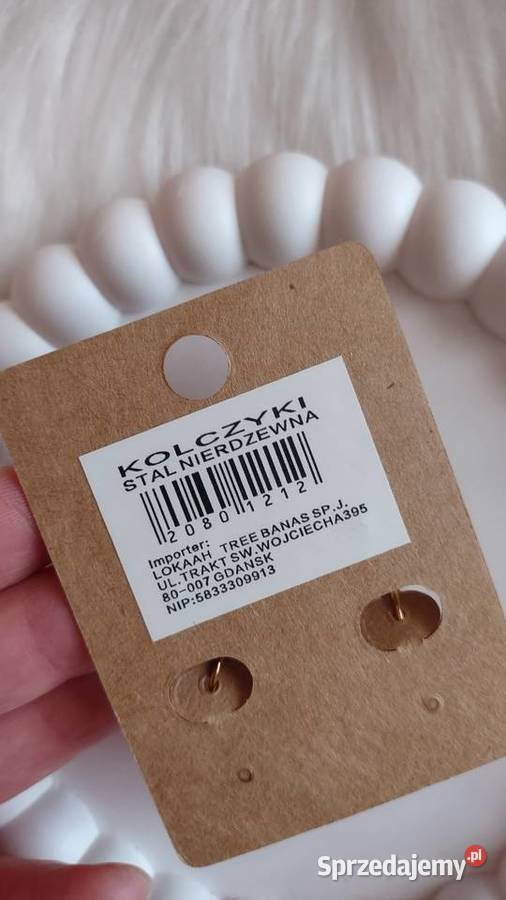 KOLCZYKI
STAL NIERDZEWNA
20801212
Importer:
LOKAAH TREE BANAS SP.J.
UL.TRAKT SW.WOJCIECHA395
80-007 GDANSK
NIP:5833309913
Sprzedajemy.pl